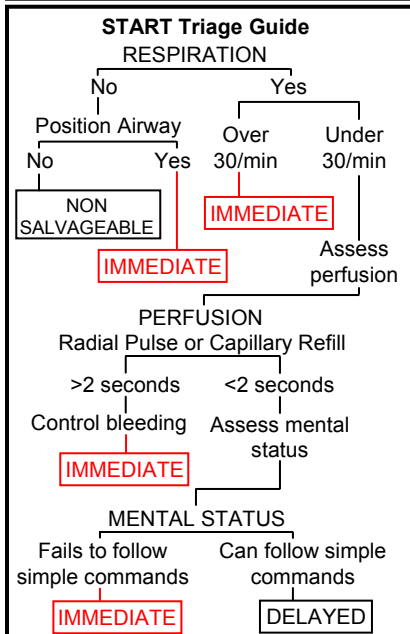 START Triage Guide
RESPIRATION
No
Yes
Position Airway
No
Yes
NON
SALVAGEABLE
IMMEDIATE
Over
30/min
IMMEDIATE
Under
30/min
Assess
perfusion
PERFUSION
Radial Pulse or Capillary Refill
>2 seconds
Control bleeding
IMMEDIATE
<2 seconds
Assess mental
status
MENTAL STATUS
Fails to follow
simple commands
IMMEDIATE
Can follow simple
commands
DELAYED